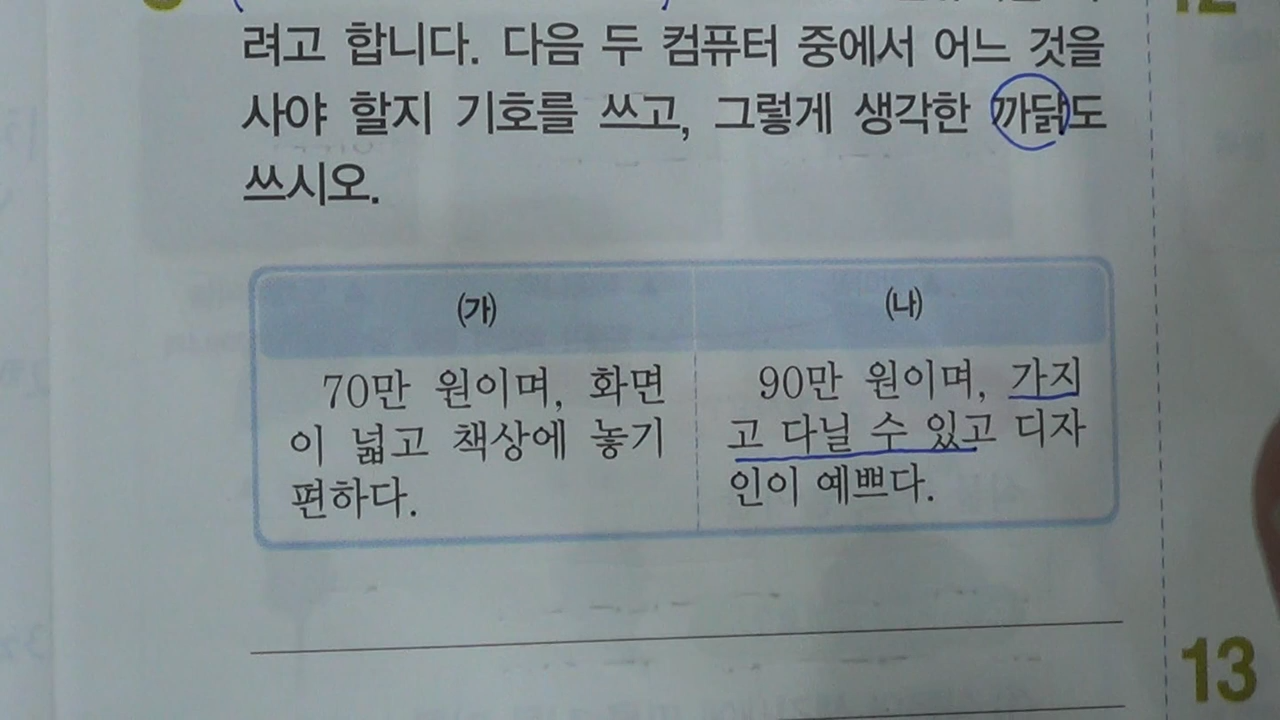 려고 합니다. 다음 두 컴퓨터 중에서 어느 것을
사야 할지 기호를 쓰고, 그렇게 생각한 까닭도
쓰시오.
(가)
70만 원이며, 화면
이 넓고 책상에 놓기
편하다.
(나)
90만 원이며, 가지
고 다닐 수 있고 디자
인이 예쁘다.
13